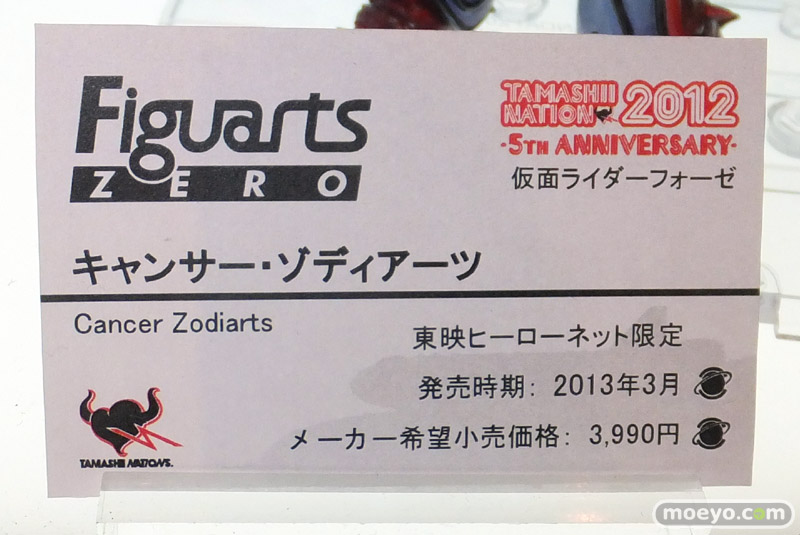 Figuarts
ZERO
TAMASHII
NATION 2012
-5TH ANNIVERSARY-
仮面ライダーフォーゼ
キャンサー・ゾディアーツ
Cancer Zodiarts
東映ヒーローネット限定
発売時期： 2013年3月
メーカー希望小売価格： 3,990円
TAMASHII NATIONS.
moeyo.com